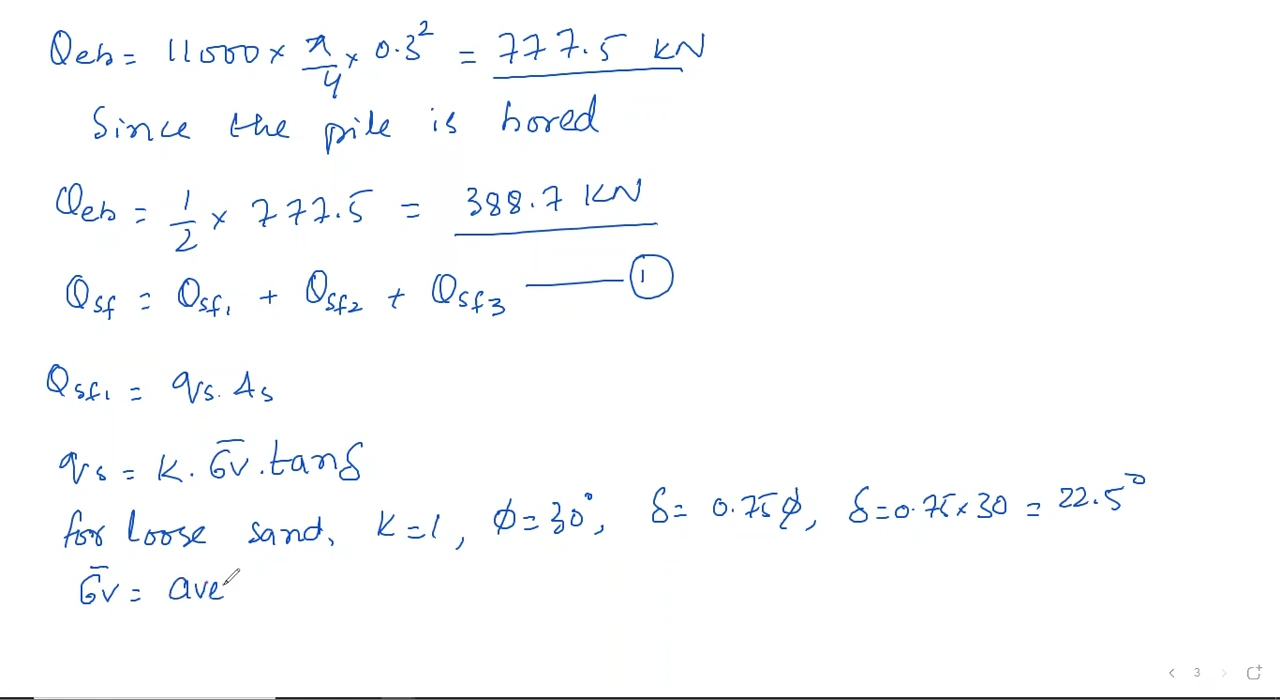 Qeb = 11000 × π/4 × 0.3² = 777.5 KN
Since the pile is bored
Qeb = 1/2 × 777.5 = 388.7 KN
Qsf = Qsf1 + Qsf2 + Qsf3 —— ①
Qsf1 = qs. As
qs = K. σ̄v. tanδ
for loose sand, K=1, ϕ=30°, δ= 0.75ϕ, δ=0.75×30 = 22.5°
σ̄v = ave
< 3 >